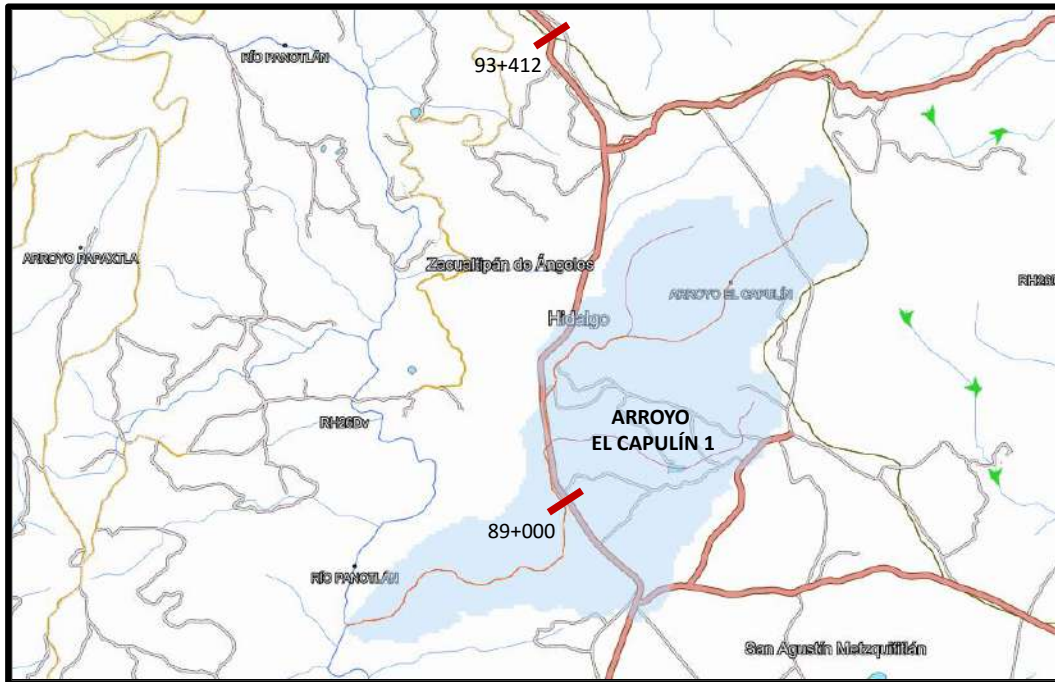 RÍO PANOTLÁN
93+412
ARROYO PAPAXTLA
Zacualtipán de Ángeles
RH26D
ARROYO EL CAPULÍN
Hidalgo
ARROYO
EL CAPULÍN 1
RH26Dv
89+000
RÍO PANOTLÁN
San Agustín Metzquititlán